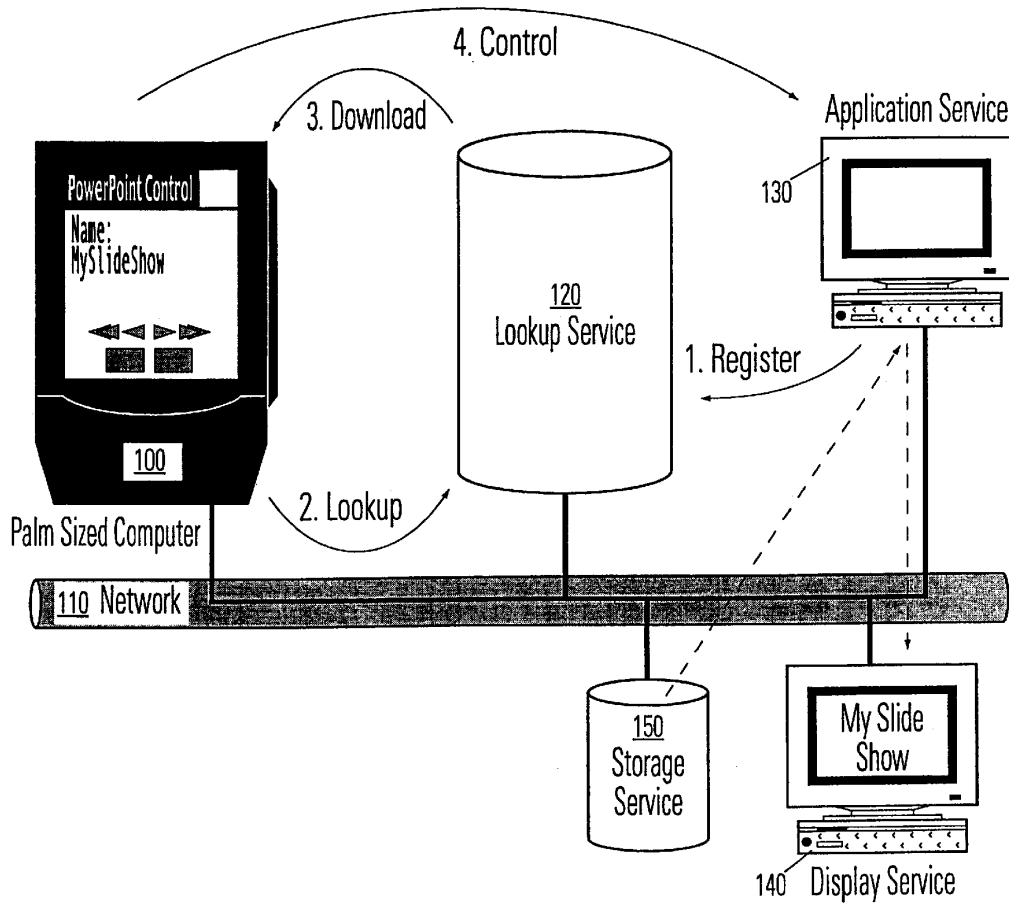 4. Control
3. Download
Application Service
130
PowerPoint Control
Name:
MySlideShow
120
Lookup Service
1. Register
100
2. Lookup
Palm Sized Computer
110 Network
150
Storage
Service
My Slide
Show
140
Display Service